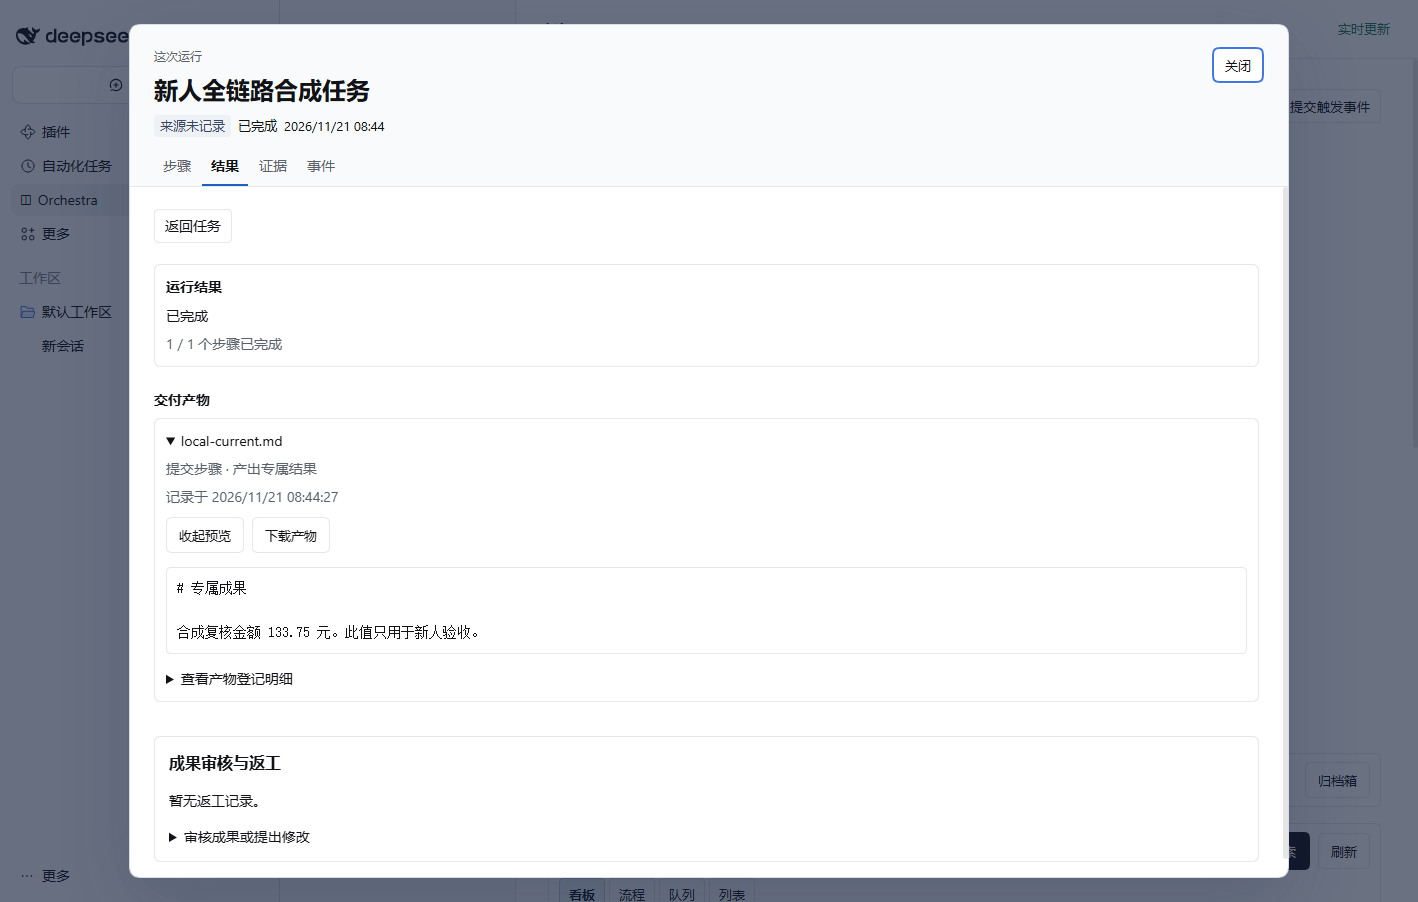 deepsee
实时更新
插件
自动化任务
Orchestra
更多
工作区
默认工作区
新会话
更多
这次运行
新人全链路合成任务
来源未记录 已完成 2026/11/21 08:44
关闭
提交触发事件
步骤 结果 证据 事件
返回任务
运行结果
已完成
1 / 1 个步骤已完成
交付产物
local-current.md
提交步骤 · 产出专属结果
记录于 2026/11/21 08:44:27
收起预览 下载产物
# 专属成果
合成复核金额 133.75 元。此值只用于新人验收。
查看产物登记明细
成果审核与返工
暂无返工记录。
审核成果或提出修改
归档箱
刷新
看板 流程 队列 列表